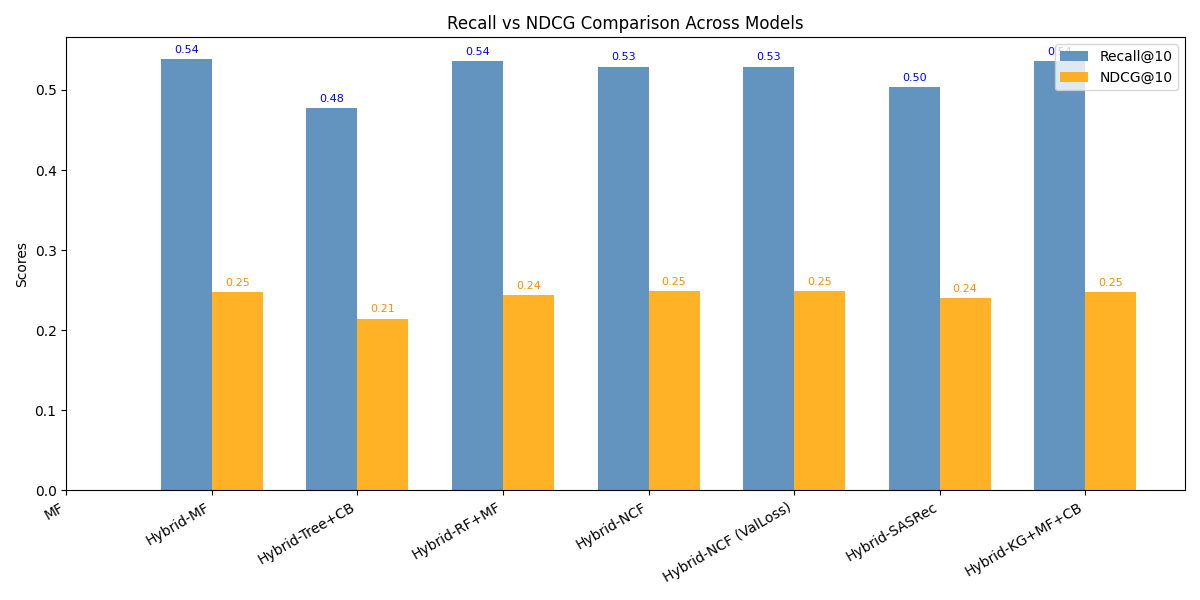 Recall vs NDCG Comparison Across Models
Recall@10
NDCG@10
Scores
0.5
0.4
0.3
0.2
0.1
0.0
0.54
0.25
0.48
0.21
0.54
0.24
0.53
0.25
0.53
0.25
0.50
0.24
0.54
0.25
MF
Hybrid-MF
Hybrid-Tree+CB
Hybrid-RF+MF
Hybrid-NCF
Hybrid-NCF (ValLoss)
Hybrid-SASRec
Hybrid-KG+MF+CB